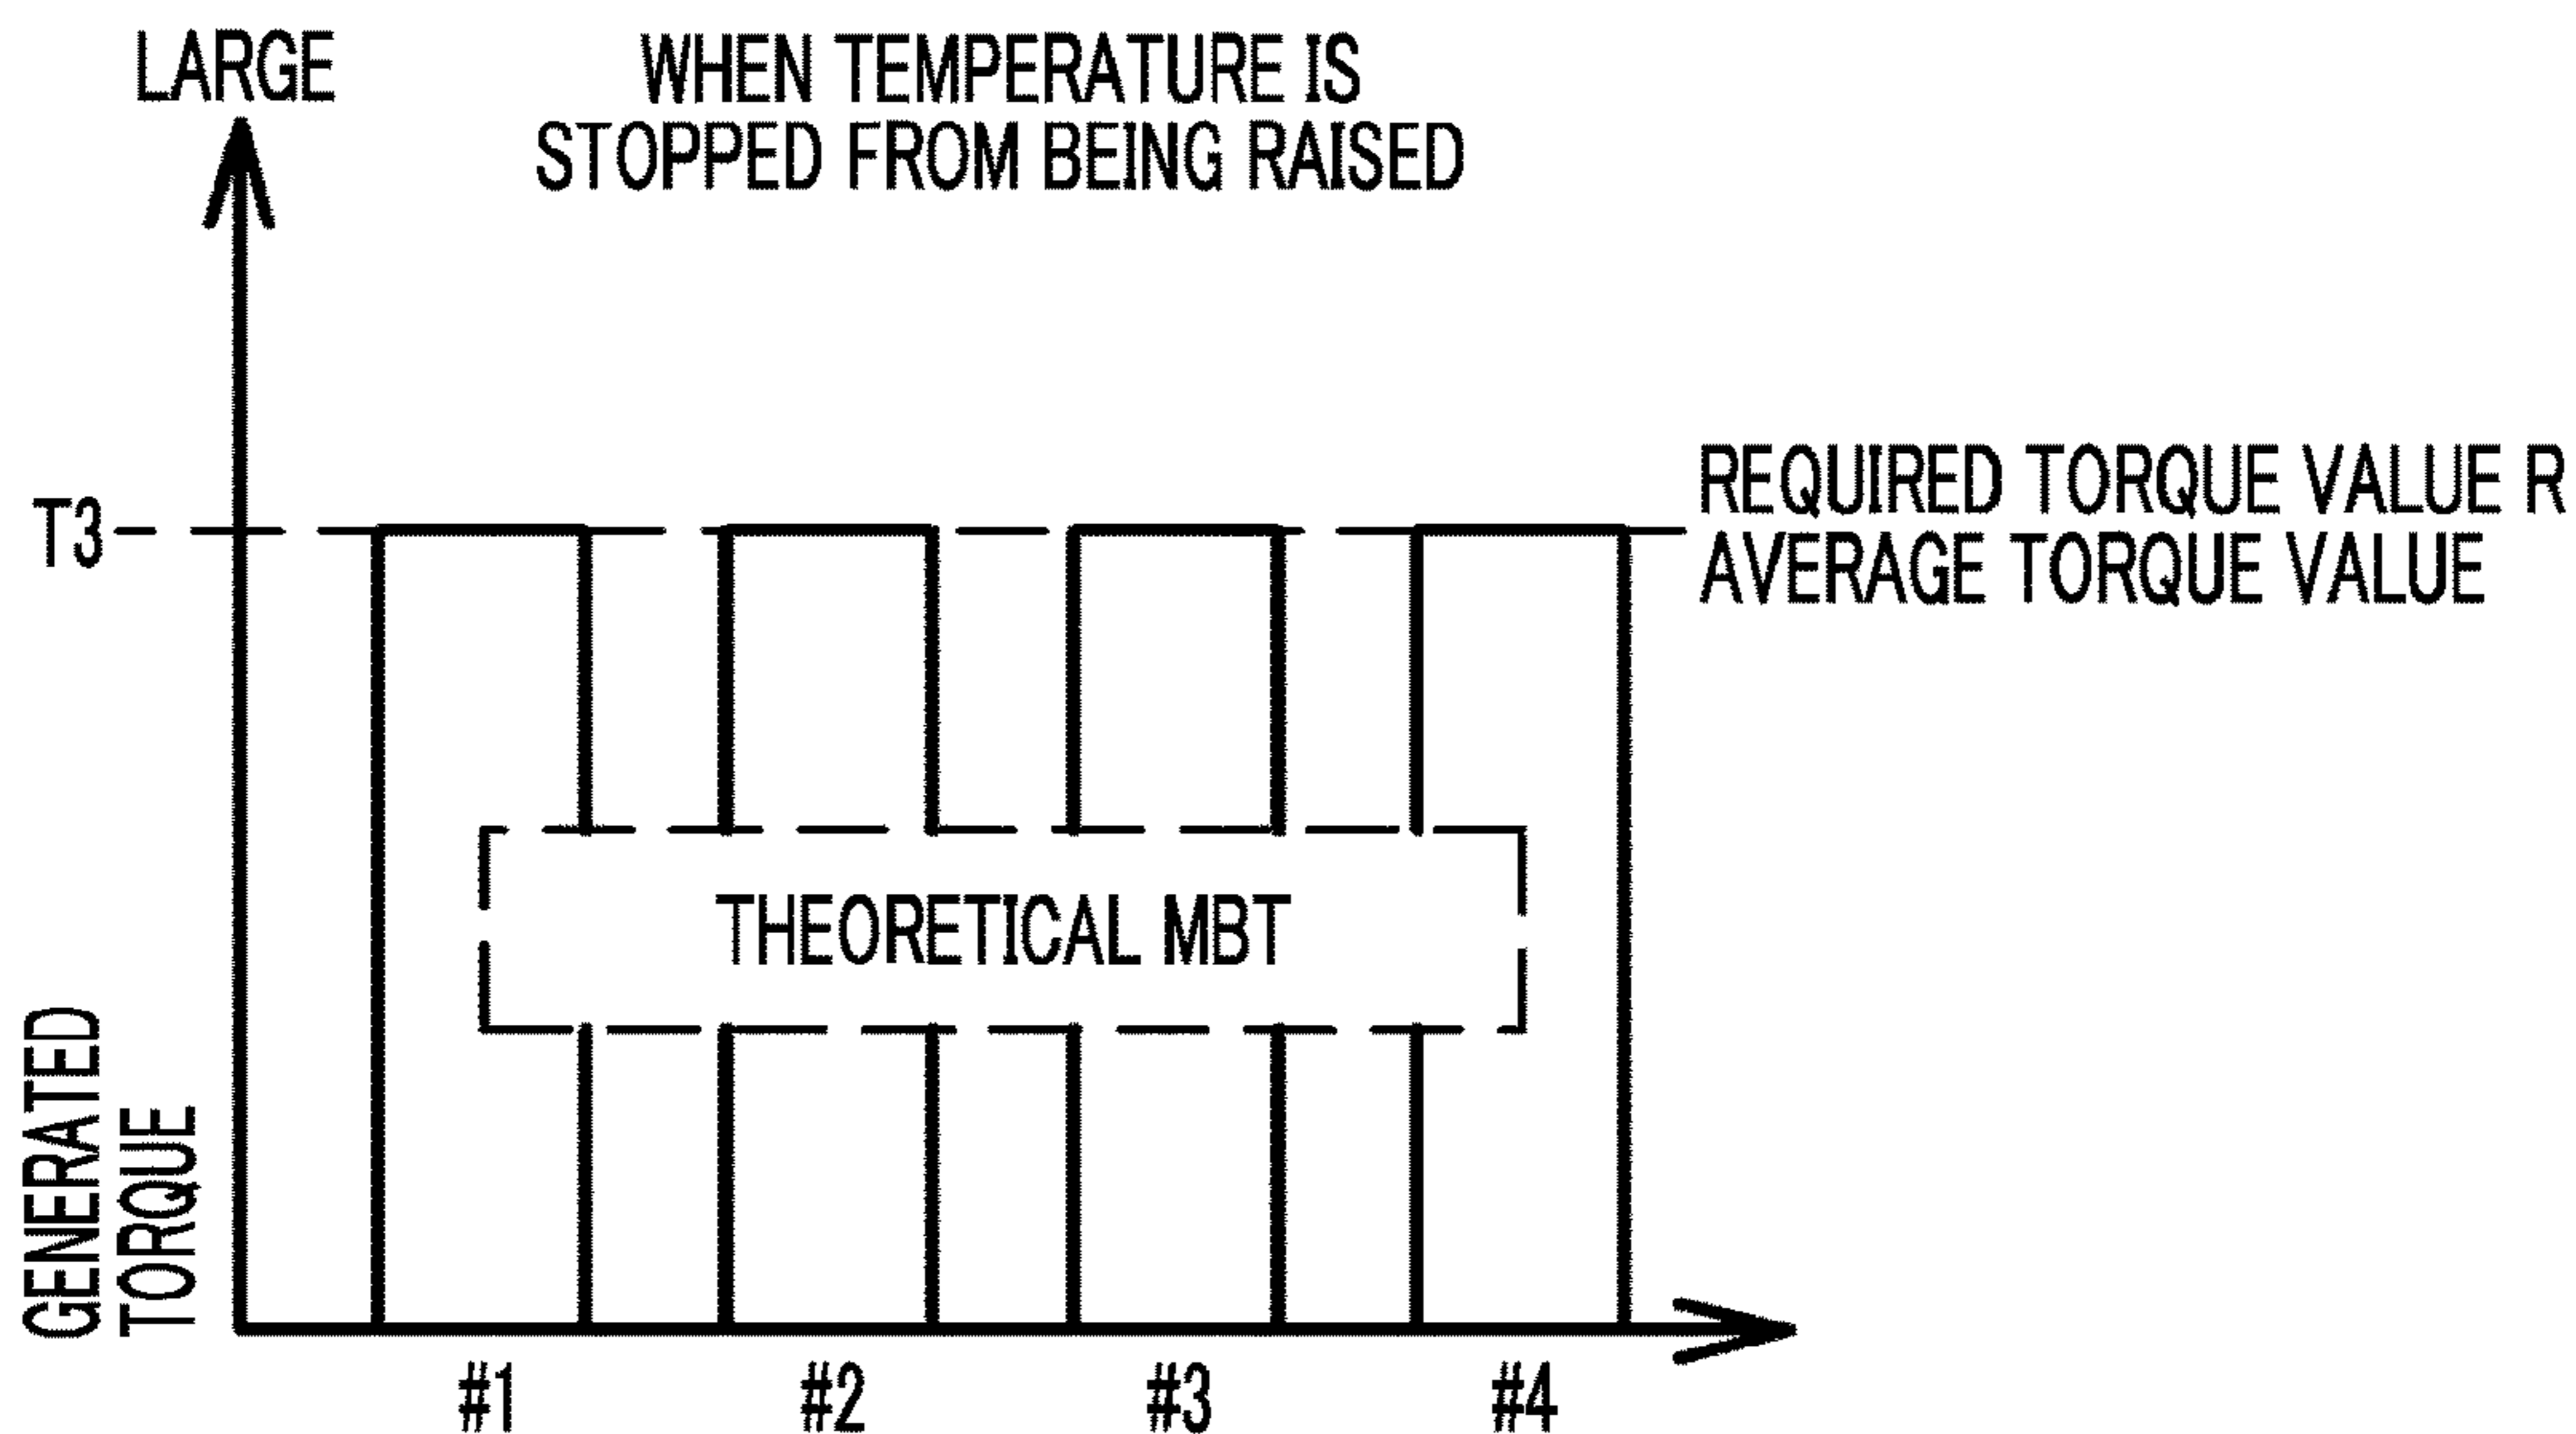 LARGE
WHEN TEMPERATURE IS
STOPPED FROM BEING RAISED
T3
REQUIRED TORQUE VALUE R
AVERAGE TORQUE VALUE
THEORETICAL MBT
GENERATED
TORQUE
#1
#2
#3
#4